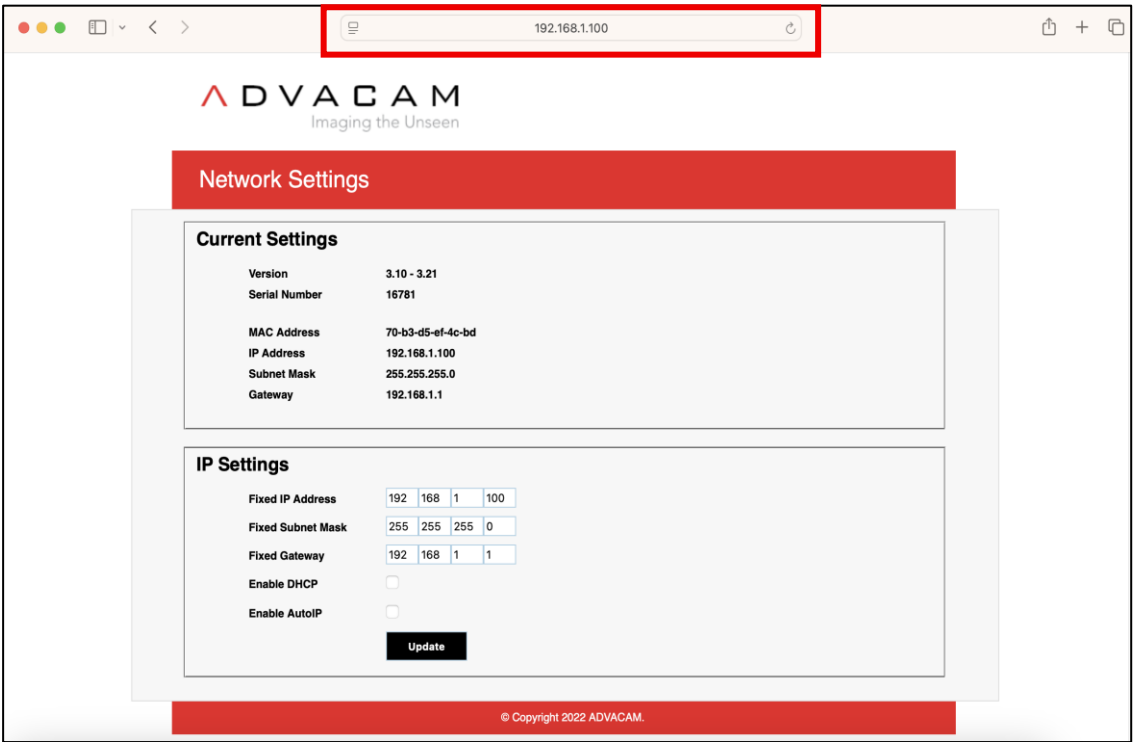 192.168.1.100
ADVACAM
Imaging the Unseen
Network Settings
Current Settings
Version 3.10 - 3.21
Serial Number 16781
MAC Address 70-b3-d5-ef-4c-bd
IP Address 192.168.1.100
Subnet Mask 255.255.255.0
Gateway 192.168.1.1
IP Settings
Fixed IP Address 192 168 1 100
Fixed Subnet Mask 255 255 255 0
Fixed Gateway 192 168 1 1
Enable DHCP
Enable AutoIP
Update
© Copyright 2022 ADVACAM.